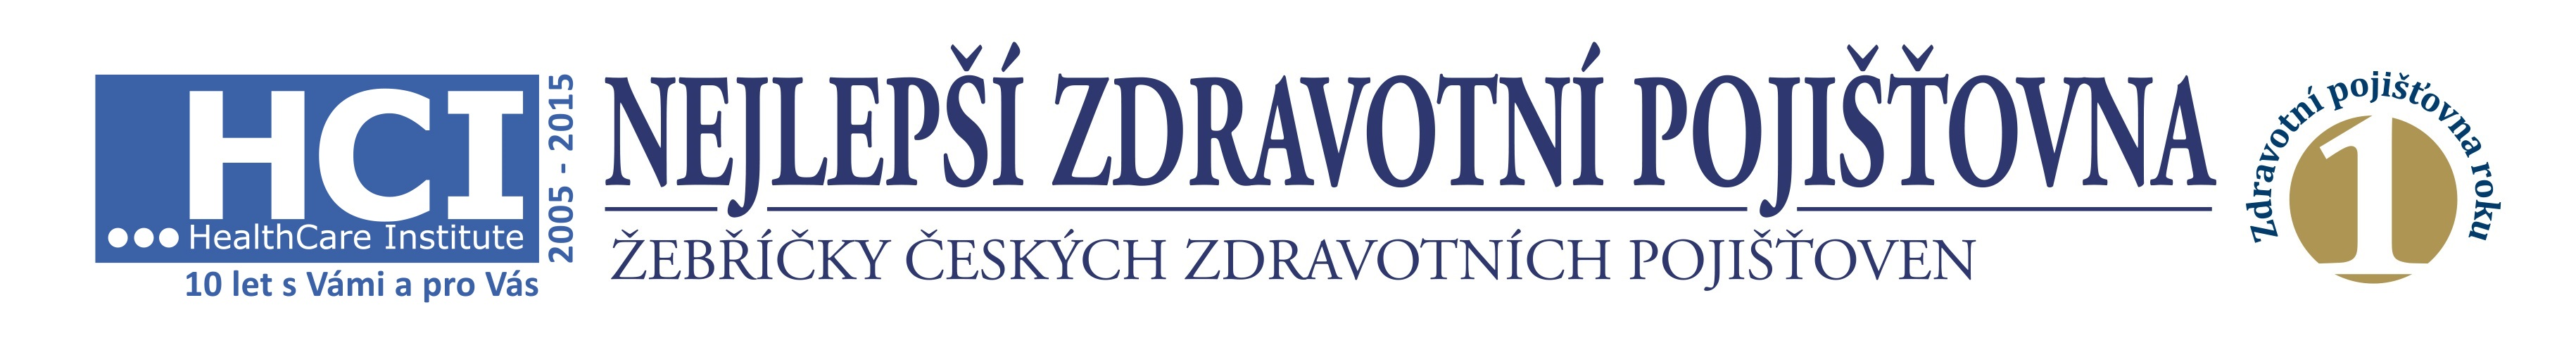 HCI
HealthCare Institute
2005 - 2015
10 let s Vámi a pro Vás
NEJLEPŠÍ ZDRAVOTNÍ POJIŠŤOVNA
ŽEBŘÍČKY ČESKÝCH ZDRAVOTNÍCH POJIŠŤOVEN
Zdravotní pojišťovna roku
1